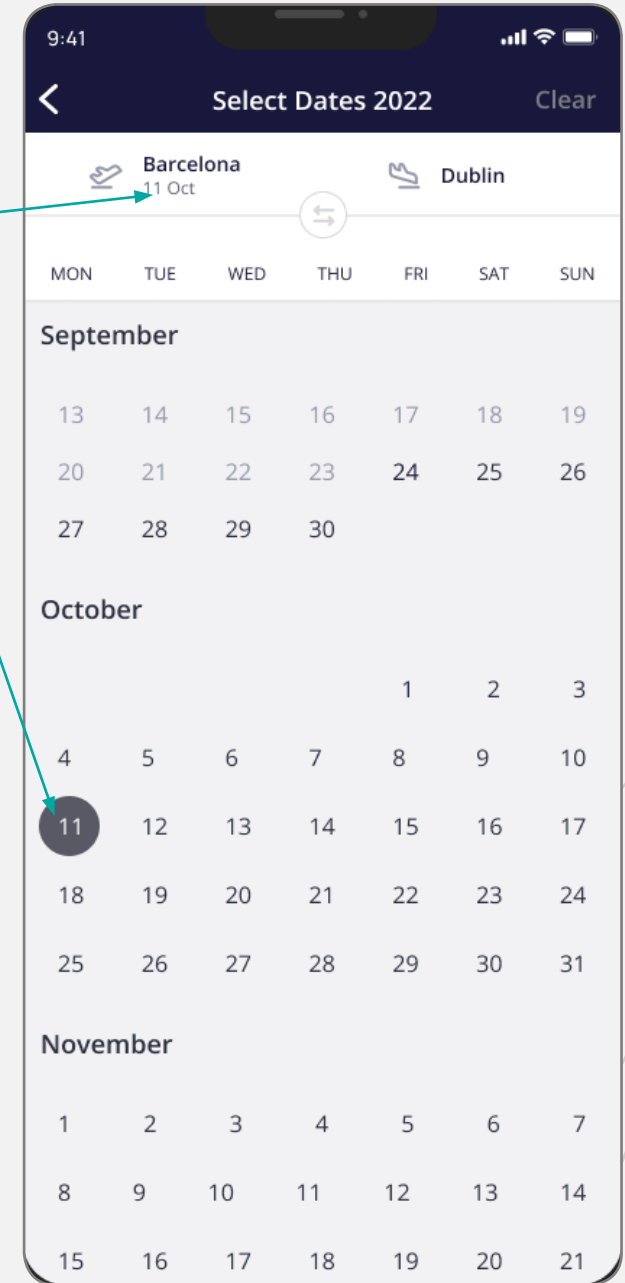 9:41
Select Dates 2022 Clear
Barcelona
11 Oct
Dublin
MON TUE WED THU FRI SAT SUN
September
13 14 15 16 17 18 19
20 21 22 23 24 25 26
27 28 29 30
October
1 2 3
4 5 6 7 8 9 10
11 12 13 14 15 16 17
18 19 20 21 22 23 24
25 26 27 28 29 30 31
November
1 2 3 4 5 6 7
8 9 10 11 12 13 14
15 16 17 18 19 20 21